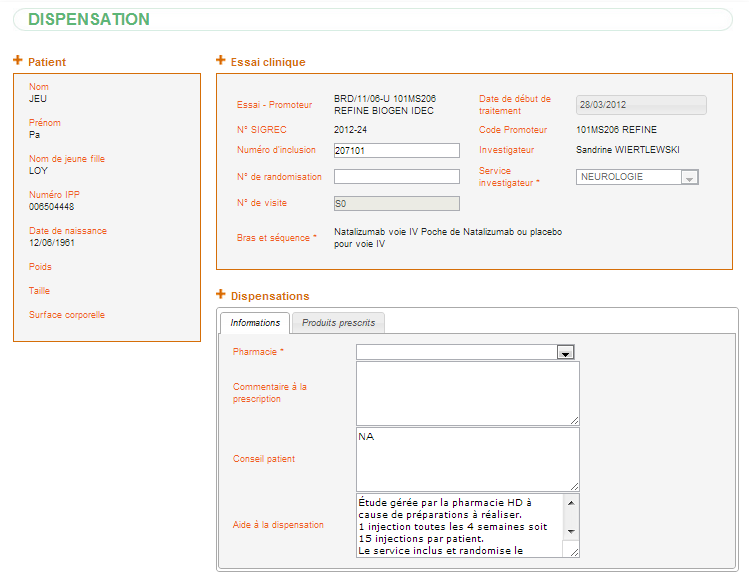 DISPENSATION
Patient
Nom
JEU
Prénom
Pa
Nom de jeune fille
LOY
Numéro IPP
006504448
Date de naissance
12/06/1961
Poids
Taille
Surface corporelle
Essai clinique
Essai - Promoteur
BRD/11/06-U 101MS206
REFINE BIOGEN IDEC
Date de début de
traitement
28/03/2012
N° SIGREC
2012-24
Code Promoteur
101MS206 REFINE
Numéro d'inclusion
207101
Investigateur
Sandrine WIERTLEWSKI
N° de randomisation
Service
investigateur *
NEUROLOGIE
N° de visite
S0
Bras et séquence *
Natalizumab voie IV Poche de Natalizumab ou placebo
pour voie IV
Dispensations
Informations
Produits prescrits
Pharmacie *
Commentaire à la
prescription
Conseil patient
NA
Aide à la dispensation
Étude gérée par la pharmacie HD à
cause de préparations à réaliser.
1 injection toutes les 4 semaines soit
15 injections par patient.
Le service inclus et randomise le